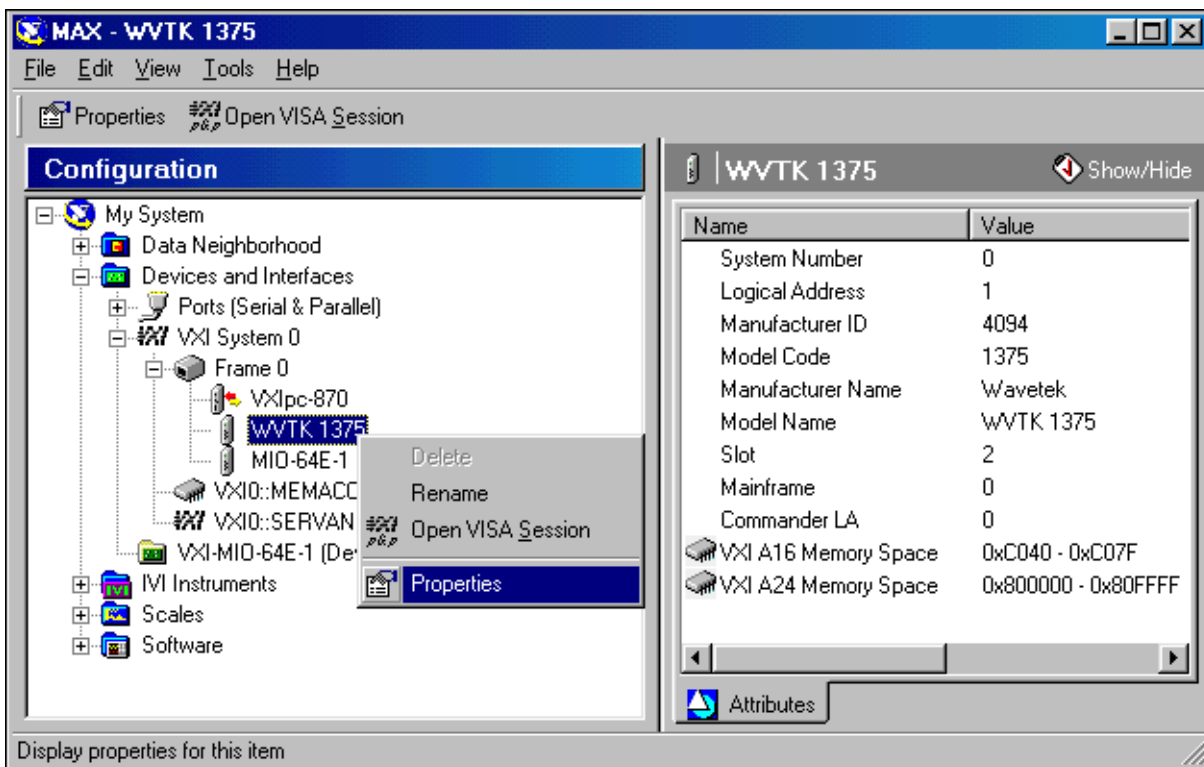 MAX - WVTK 1375
File Edit View Tools Help
Properties Open VISA Session
Configuration
My System
Data Neighborhood
Devices and Interfaces
Ports (Serial & Parallel)
VXI System 0
Frame 0
VXIpc-870
WVTK 1375
MIO-64E-1
VXI0::MEMACC
VXI0::SERVAN
VXI-MIO-64E-1 (De
IVI Instruments
Scales
Software
Delete
Rename
Open VISA Session
Properties
WVTK 1375 Show/Hide
Name Value
System Number 0
Logical Address 1
Manufacturer ID 4094
Model Code 1375
Manufacturer Name Wavetek
Model Name WVTK 1375
Slot 2
Mainframe 0
Commander LA 0
VXI A16 Memory Space 0xC040 - 0xC07F
VXI A24 Memory Space 0x800000 - 0x80FFFF
Attributes
Display properties for this item